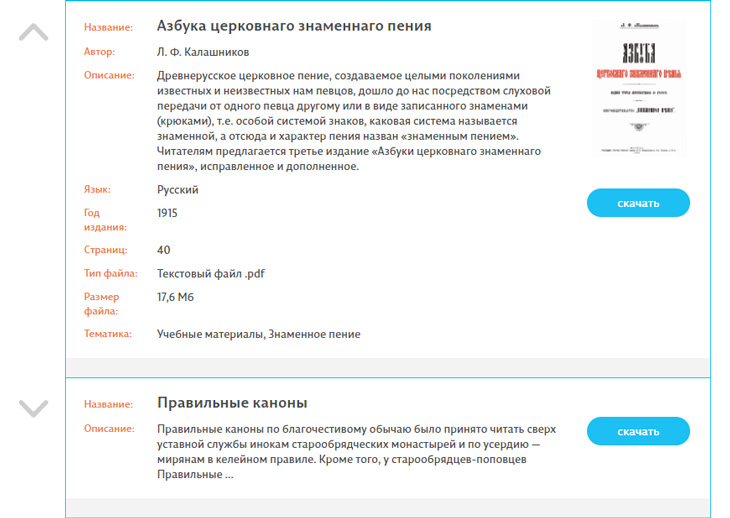 Название: Азбука церковнаго знаменнаго пения
Автор: Л. Ф. Калашников
Описание: Древнерусское церковное пение, создаваемое целыми поколениями
известных и неизвестных нам певцов, дошло до нас посредством слуховой
передачи от одного певца другому или в виде записанного знаменами
(крюками), т.е. особой системой знаков, каковая система называется
знаменной, а отсюда и характер пения назван «знаменным пением».
Читателям предлагается третье издание «Азбуки церковнаго знаменнаго
пения», исправленное и дополненное.
Язык: Русский
Год
издания: 1915
Страниц: 40
Тип файла: Текстовый файл .pdf
Размер
файла: 17,6 Мб
Тематика: Учебные материалы, Знаменное пение
АЗБУКА
ЦЕРКОВНАГО ЗНАМЕННАГО ПѢНІЯ.
скачать
Название: Правильные каноны
Описание: Правильные каноны по благочестивому обычаю было принято читать сверх
уставной службы инокам старообрядческих монастырей и по усердию —
мирянам в келейном правиле. Кроме того, у старообрядцев-поповцев
Правильные ...
скачать